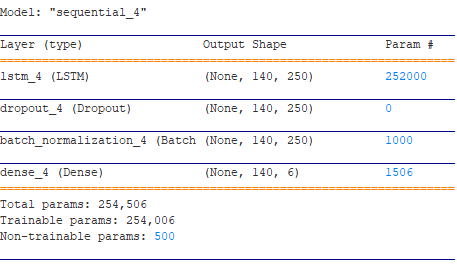 Model: "sequential_4"
Layer (type) Output Shape Param #
lstm_4 (LSTM) (None, 140, 250) 252000
dropout_4 (Dropout) (None, 140, 250) 0
batch_normalization_4 (Batch (None, 140, 250) 1000
dense_4 (Dense) (None, 140, 6) 1506
Total params: 254,506
Trainable params: 254,006
Non-trainable params: 500